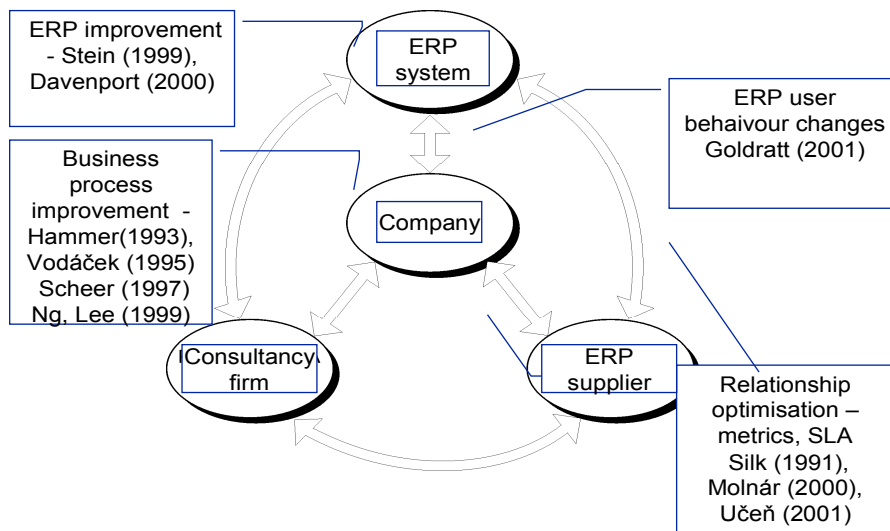 ERP improvement
- Stein (1999),
Davenport (2000)
ERP
system
ERP user
behaivour changes
Goldratt (2001)
Business
process
improvement -
Hammer(1993),
Vodáček (1995)
Scheer (1997)
Ng, Lee (1999)
Company
Consultancy
firm
ERP
supplier
Relationship
optimisation –
metrics, SLA
Silk (1991),
Molnár (2000),
Učeň (2001)